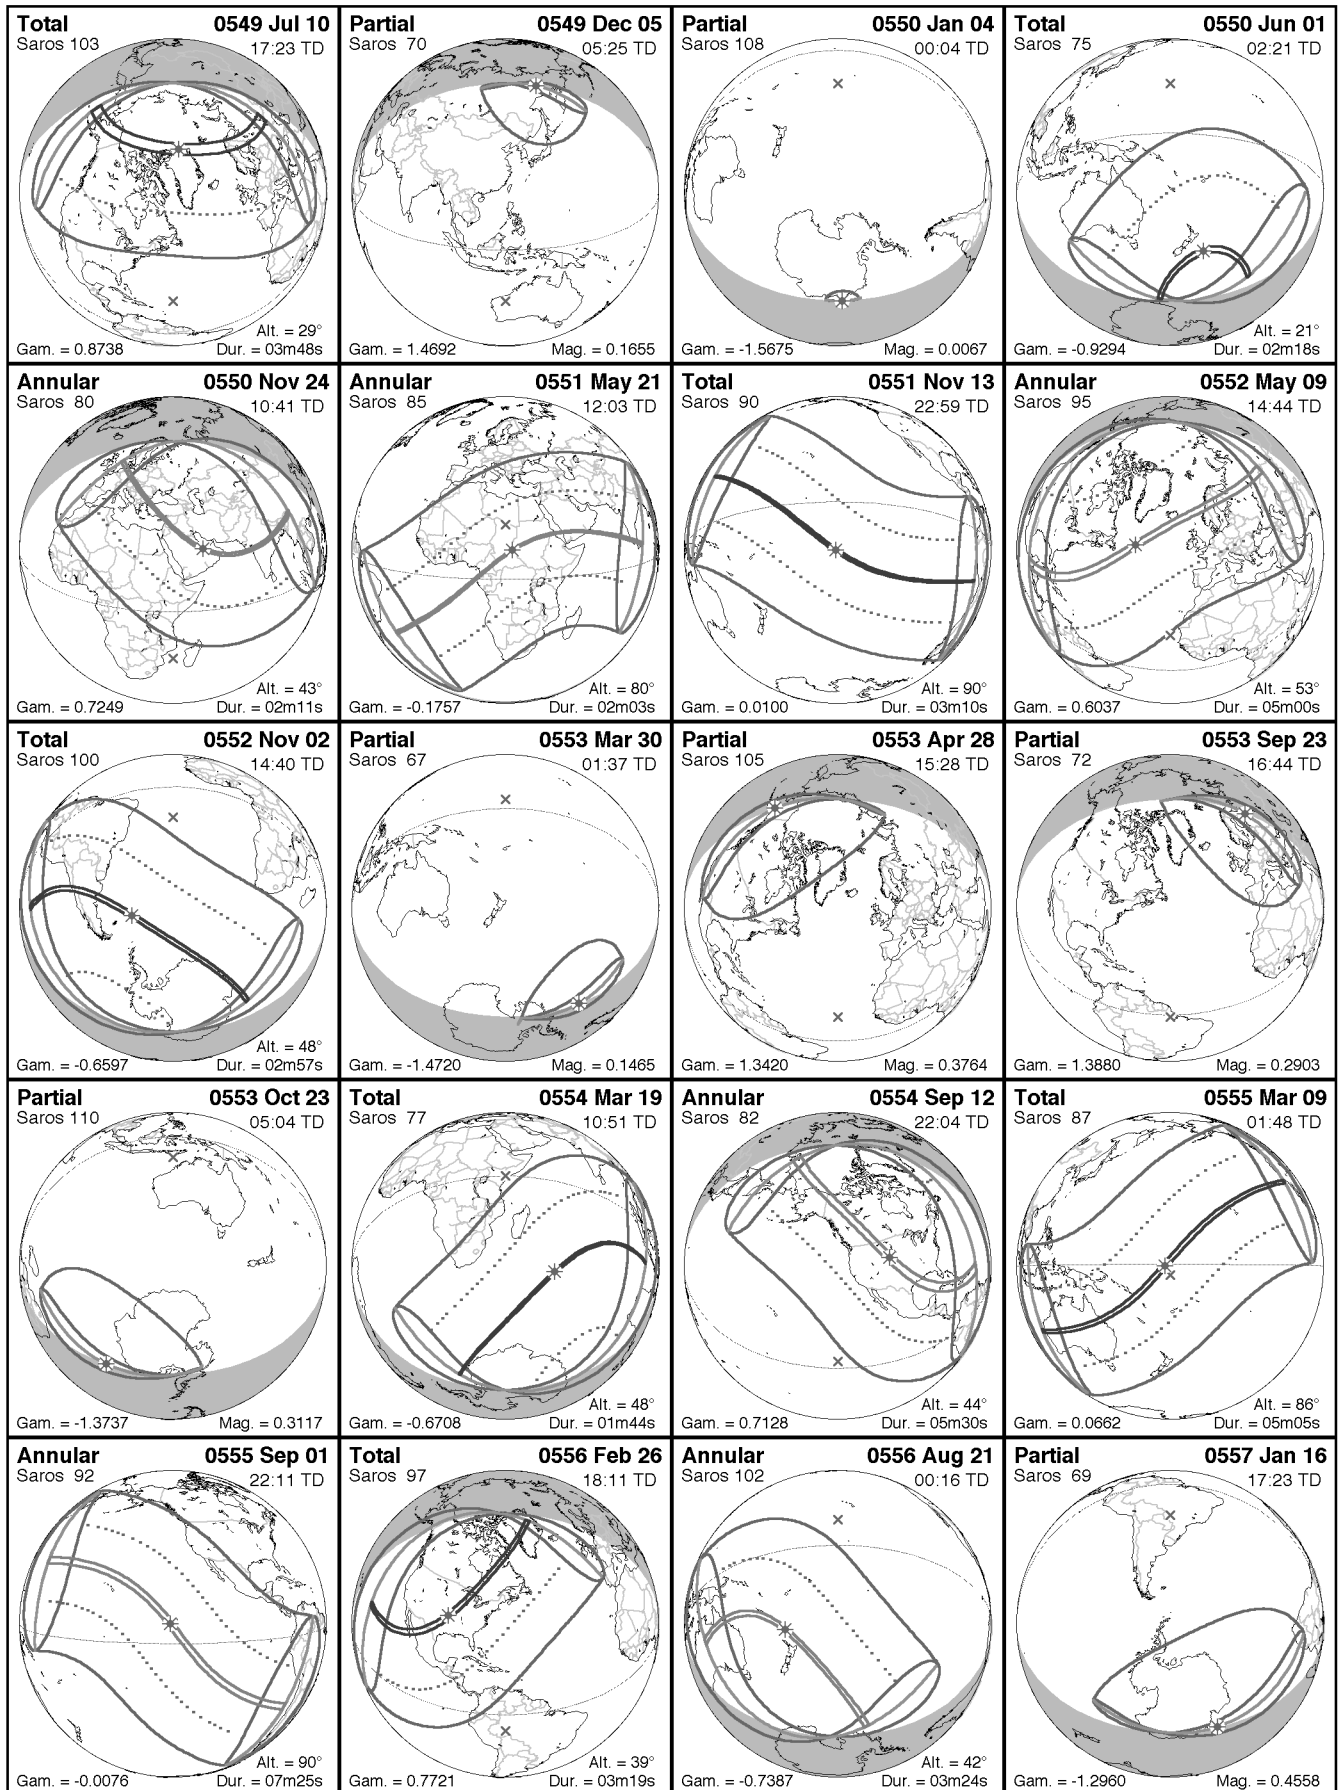 Total 0549 Jul 10
Saros 103 17:23 TD
Alt. = 29°
Gam. = 0.8738 Dur. = 03m48s
Partial 0549 Dec 05
Saros 70 05:25 TD
Gam. = 1.4692 Mag. = 0.1655
Partial 0550 Jan 04
Saros 108 00:04 TD
Gam. = -1.5675 Mag. = 0.0067
Total 0550 Jun 01
Saros 75 02:21 TD
Alt. = 21°
Gam. = -0.9294 Dur. = 02m18s
Annular 0550 Nov 24
Saros 80 10:41 TD
Alt. = 43°
Gam. = 0.7249 Dur. = 02m11s
Annular 0551 May 21
Saros 85 12:03 TD
Alt. = 80°
Gam. = -0.1757 Dur. = 02m03s
Total 0551 Nov 13
Saros 90 22:59 TD
Alt. = 90°
Gam. = 0.0100 Dur. = 03m10s
Annular 0552 May 09
Saros 95 14:44 TD
Alt. = 53°
Gam. = 0.6037 Dur. = 05m00s
Total 0552 Nov 02
Saros 100 14:40 TD
Alt. = 48°
Gam. = -0.6597 Dur. = 02m57s
Partial 0553 Mar 30
Saros 67 01:37 TD
Gam. = -1.4720 Mag. = 0.1465
Partial 0553 Apr 28
Saros 105 15:28 TD
Gam. = 1.3420 Mag. = 0.3764
Partial 0553 Sep 23
Saros 72 16:44 TD
Gam. = 1.3880 Mag. = 0.2903
Partial 0553 Oct 23
Saros 110 05:04 TD
Gam. = -1.3737 Mag. = 0.3117
Total 0554 Mar 19
Saros 77 10:51 TD
Alt. = 48°
Gam. = -0.6708 Dur. = 01m44s
Annular 0554 Sep 12
Saros 82 22:04 TD
Alt. = 44°
Gam. = 0.7128 Dur. = 05m30s
Total 0555 Mar 09
Saros 87 01:48 TD
Alt. = 86°
Gam. = 0.0662 Dur. = 05m05s
Annular 0555 Sep 01
Saros 92 22:11 TD
Alt. = 90°
Gam. = -0.0076 Dur. = 07m25s
Total 0556 Feb 26
Saros 97 18:11 TD
Alt. = 39°
Gam. = 0.7721 Dur. = 03m19s
Annular 0556 Aug 21
Saros 102 00:16 TD
Alt. = 42°
Gam. = -0.7387 Dur. = 03m24s
Partial 0557 Jan 16
Saros 69 17:23 TD
Gam. = -1.2960 Mag. = 0.4558